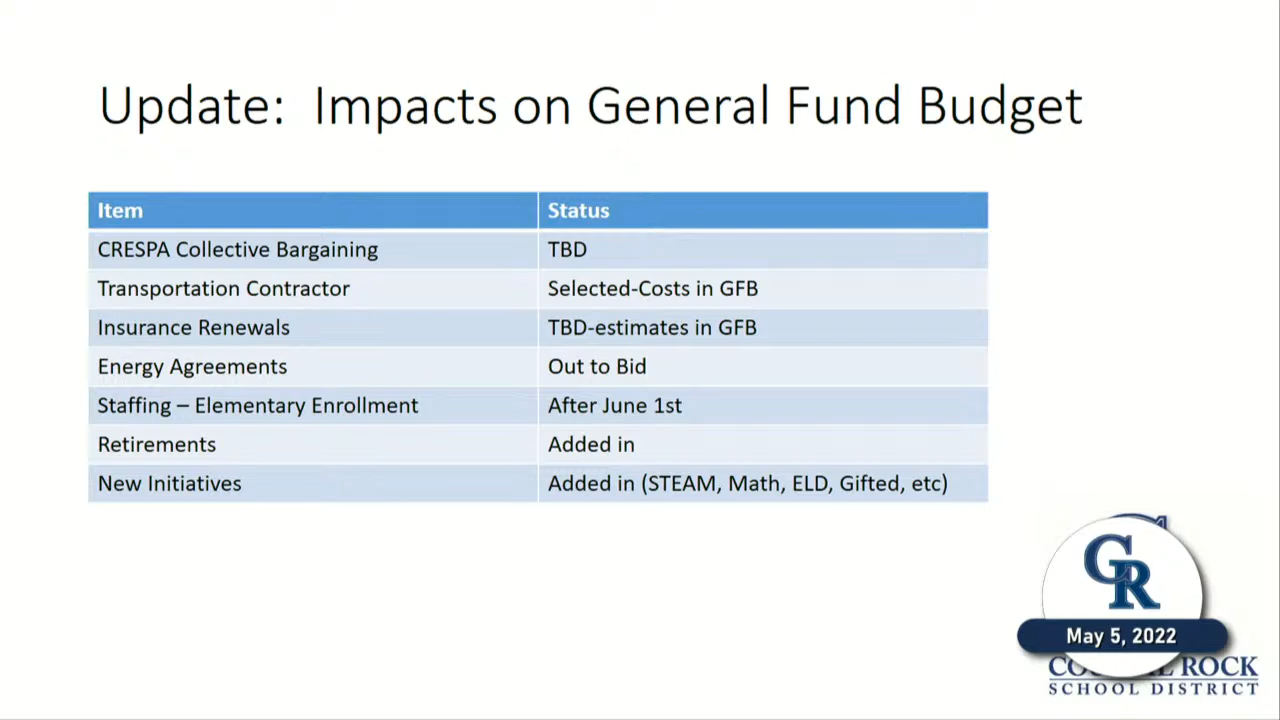 Update:  Impacts on General Fund Budget
Item Status
CRESPA Collective Bargaining TBD
Transportation Contractor Selected-Costs in GFB
Insurance Renewals TBD-estimates in GFB
Energy Agreements Out to Bid
Staffing – Elementary Enrollment After June 1st
Retirements Added in
New Initiatives Added in (STEAM, Math, ELD, Gifted, etc)
CR
May 5, 2022
ROCK
SCHOOL DISTRICT